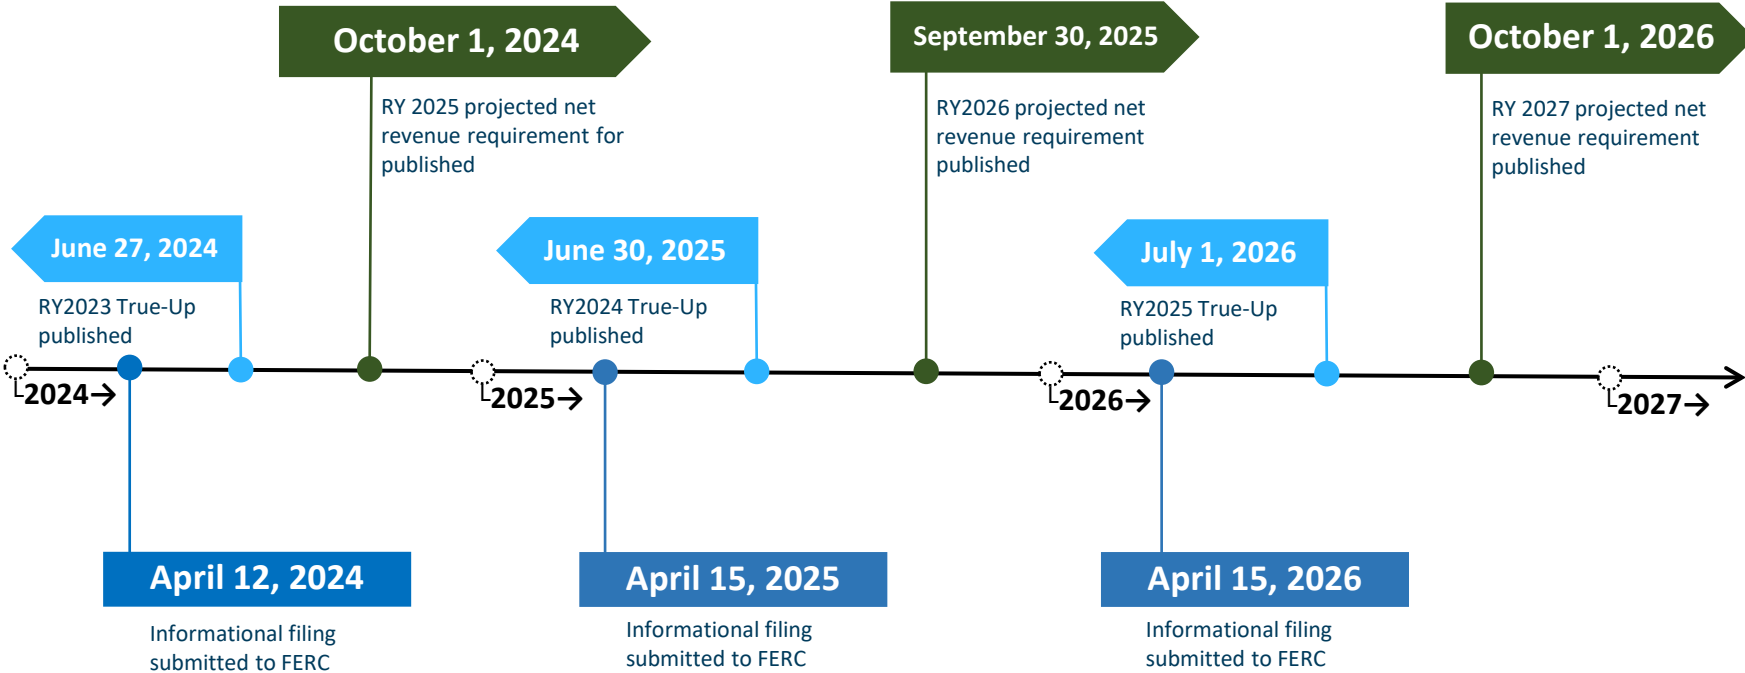 October 1, 2024
RY 2025 projected net
revenue requirement for
published
September 30, 2025
RY2026 projected net
revenue requirement
published
October 1, 2026
RY 2027 projected net
revenue requirement
published
June 27, 2024
RY2023 True-Up
published
June 30, 2025
RY2024 True-Up
published
July 1, 2026
RY2025 True-Up
published
2024→
2025→
2026→
2027→
April 12, 2024
Informational filing
submitted to FERC
April 15, 2025
Informational filing
submitted to FERC
April 15, 2026
Informational filing
submitted to FERC